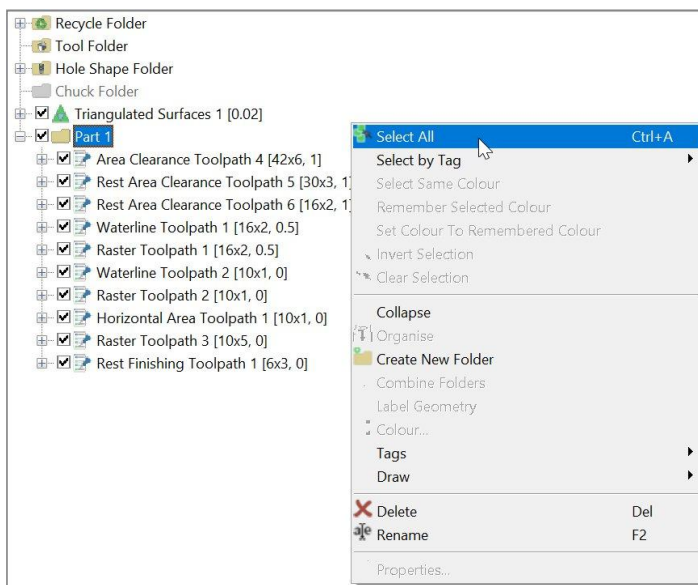 Recycle Folder
Tool Folder
Hole Shape Folder
Chuck Folder
Triangulated Surfaces 1 [0.02]
Part 1
Area Clearance Toolpath 4 [42x6, 1]
Rest Area Clearance Toolpath 5 [30x3, 1]
Rest Area Clearance Toolpath 6 [16x2, 1]
Waterline Toolpath 1 [16x2, 0.5]
Raster Toolpath 1 [16x2, 0.5]
Waterline Toolpath 2 [10x1, 0]
Raster Toolpath 2 [10x1, 0]
Horizontal Area Toolpath 1 [10x1, 0]
Raster Toolpath 3 [10x5, 0]
Rest Finishing Toolpath 1 [6x3, 0]
Select All Ctrl+A
Select by Tag
Select Same Colour
Remember Selected Colour
Set Colour To Remembered Colour
Invert Selection
Clear Selection
Collapse
Organise
Create New Folder
Combine Folders
Label Geometry
Colour...
Tags
Draw
Delete Del
Rename F2
Properties...